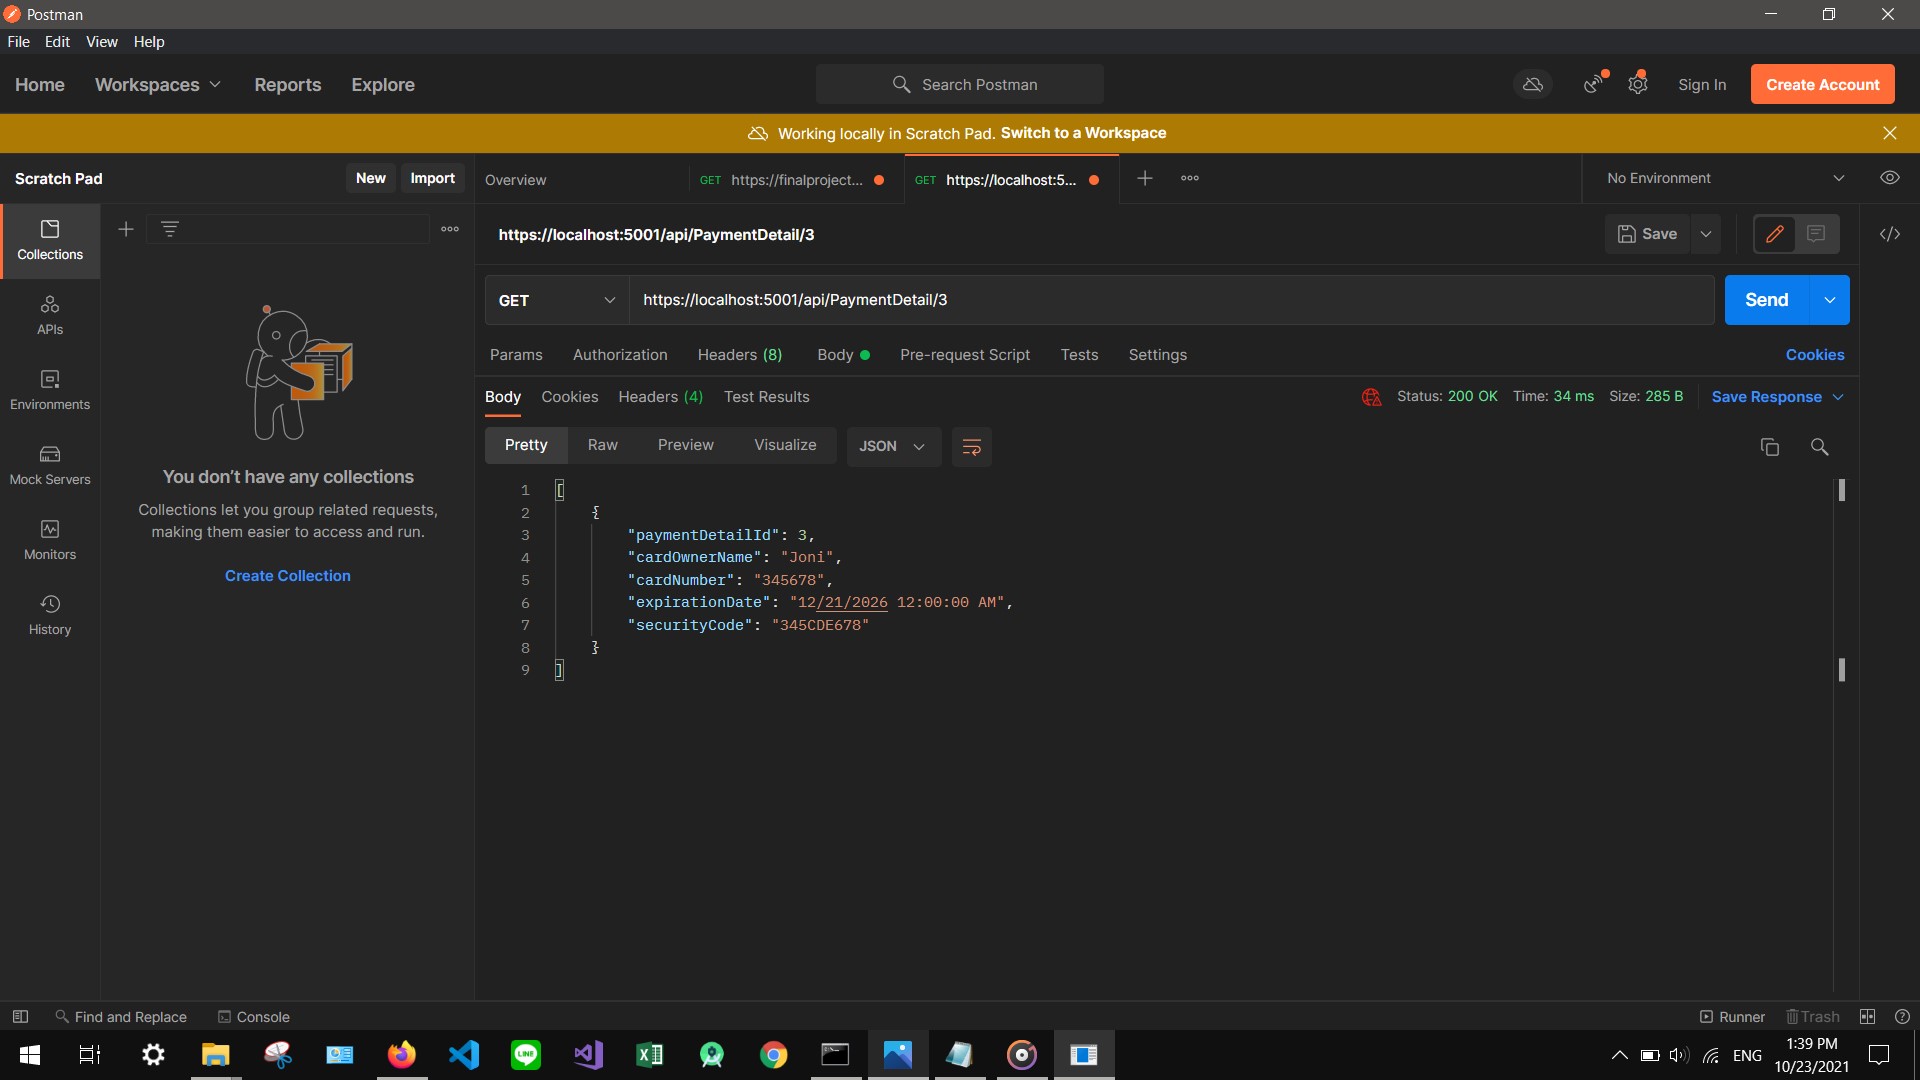 Postman
File Edit View Help
Home Workspaces Reports Explore Search Postman Sign In Create Account
Working locally in Scratch Pad. Switch to a Workspace
Scratch Pad New Import Overview GET https://finalproject... GET https://localhost:5... No Environment
https://localhost:5001/api/PaymentDetail/3 Save
GET https://localhost:5001/api/PaymentDetail/3 Send
Params Authorization Headers (8) Body Pre-request Script Tests Settings Cookies
Body Cookies Headers (4) Test Results Status: 200 OK Time: 34 ms Size: 285 B Save Response
Pretty Raw Preview Visualize JSON
1 [
2 {
3 "paymentDetailId": 3,
4 "cardOwnerName": "Joni",
5 "cardNumber": "345678",
6 "expirationDate": "12/21/2026 12:00:00 AM",
7 "securityCode": "345CDE678"
8 }
9 ]
Collections
APIs
Environments
Mock Servers
Monitors
History
You don't have any collections
Collections let you group related requests,
making them easier to access and run.
Create Collection
Find and Replace Console Runner Trash
LINE
ENG
1:39 PM
10/23/2021